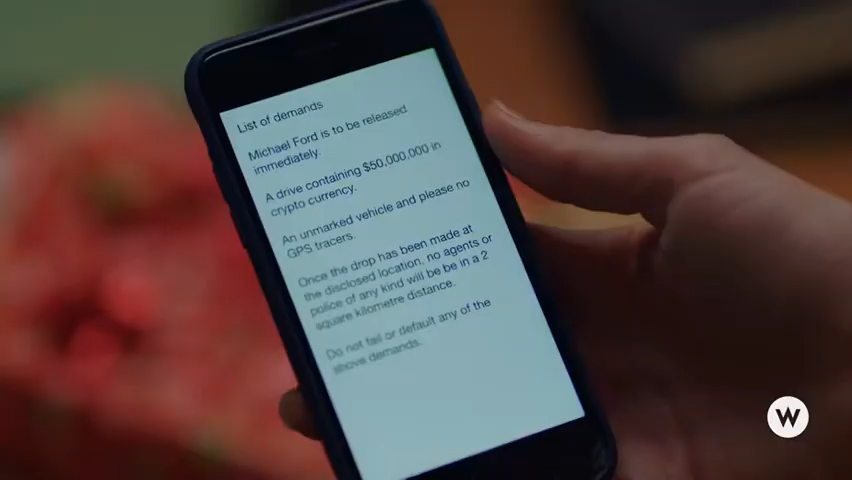 List of demands
Michael Ford is to be released
immediately.
A drive containing $50,000,000 in
crypto currency.
An unmarked vehicle and please no
GPS tracers.
Once the drop has been made at
the disclosed location, no agents or
police of any kind will be be in a 2
square kilometre distance.
Do not fail or default any of the
above demands.
W